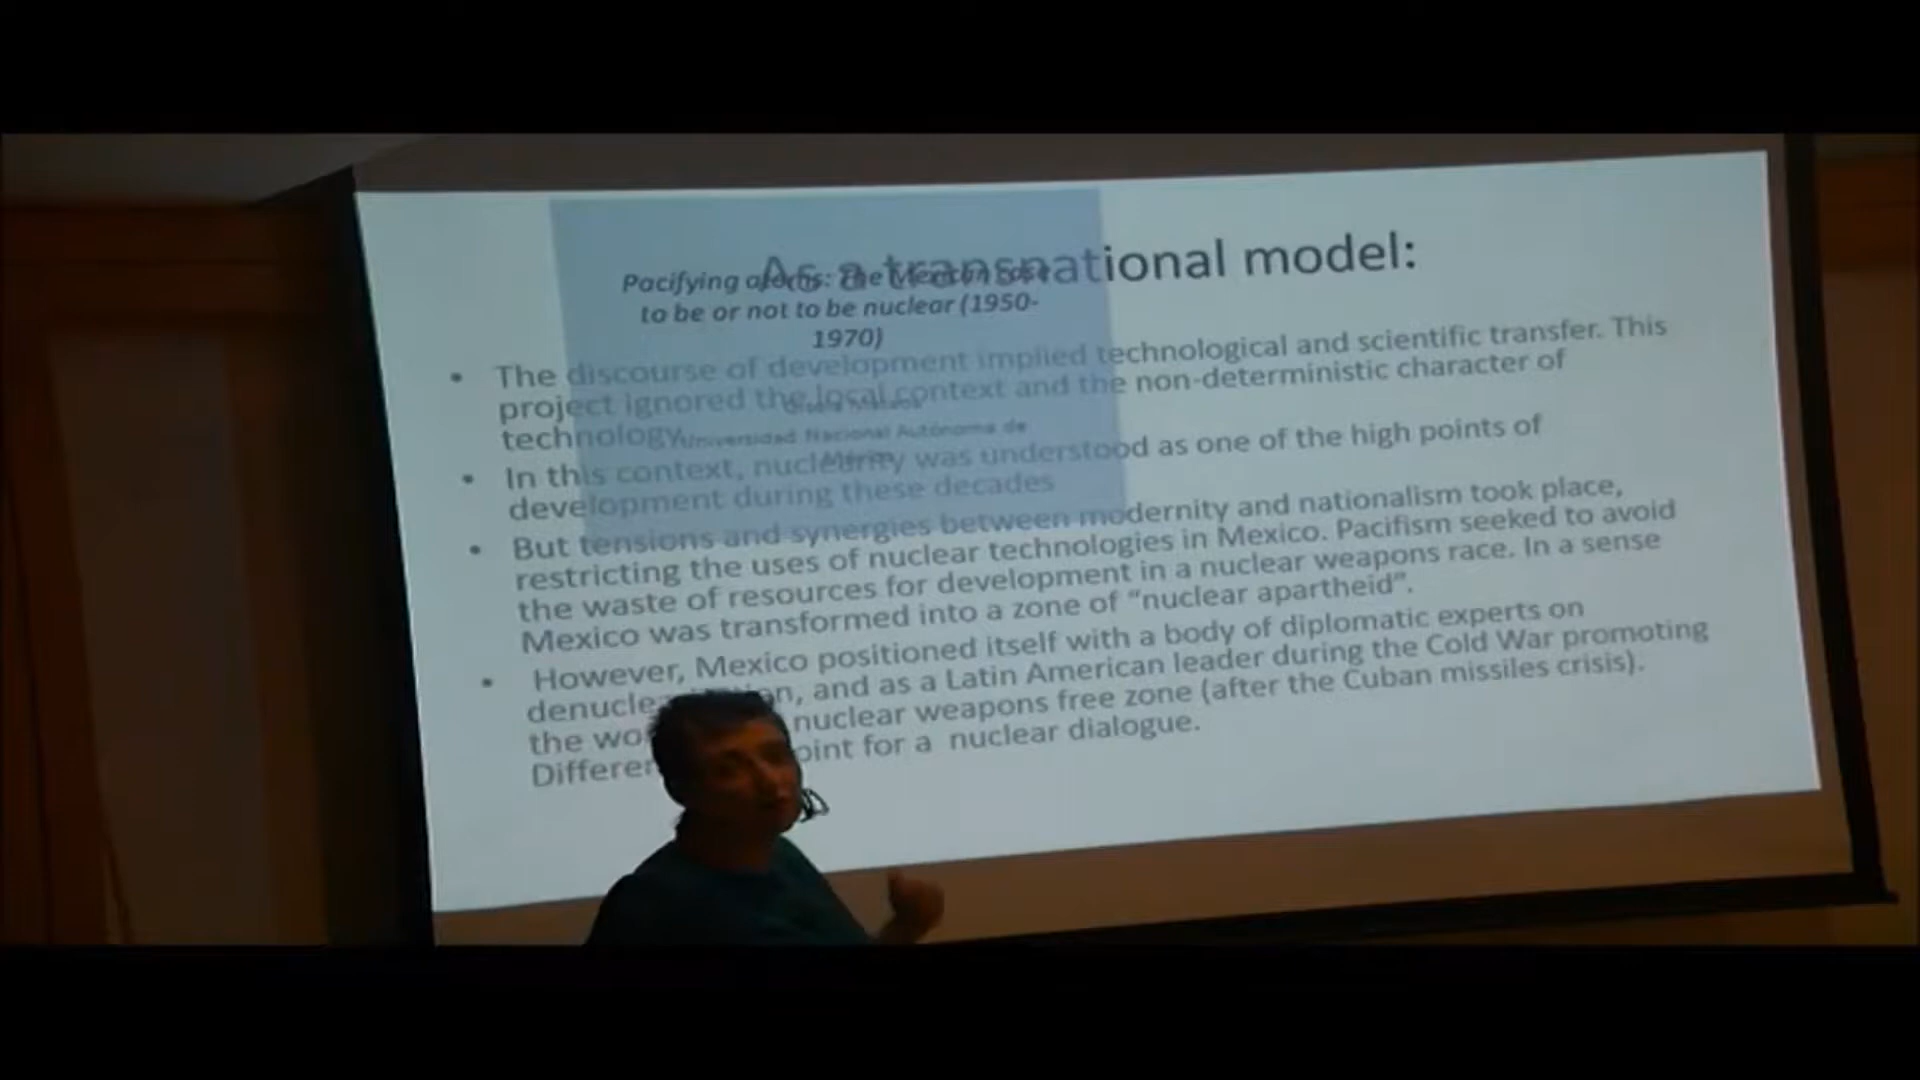 As a transnational model:
Pacifying atoms: The Mexican case
to be or not to be nuclear (1950-
1970)
• The discourse of development implied technological and scientific transfer. This
project ignored the local context and the non-deterministic character of
technology.
Universidad Nacional Autónoma de
México
• In this context, nuclearity was understood as one of the high points of
development during these decades
• But tensions and synergies between modernity and nationalism took place,
restricting the uses of nuclear technologies in Mexico. Pacifism seeked to avoid
the waste of resources for development in a nuclear weapons race. In a sense
Mexico was transformed into a zone of “nuclear apartheid”.
• However, Mexico positioned itself with a body of diplomatic experts on
and as a Latin American leader during the Cold War promoting
the nuclear weapons free zone (after the Cuban missiles crisis).
for a nuclear dialogue.